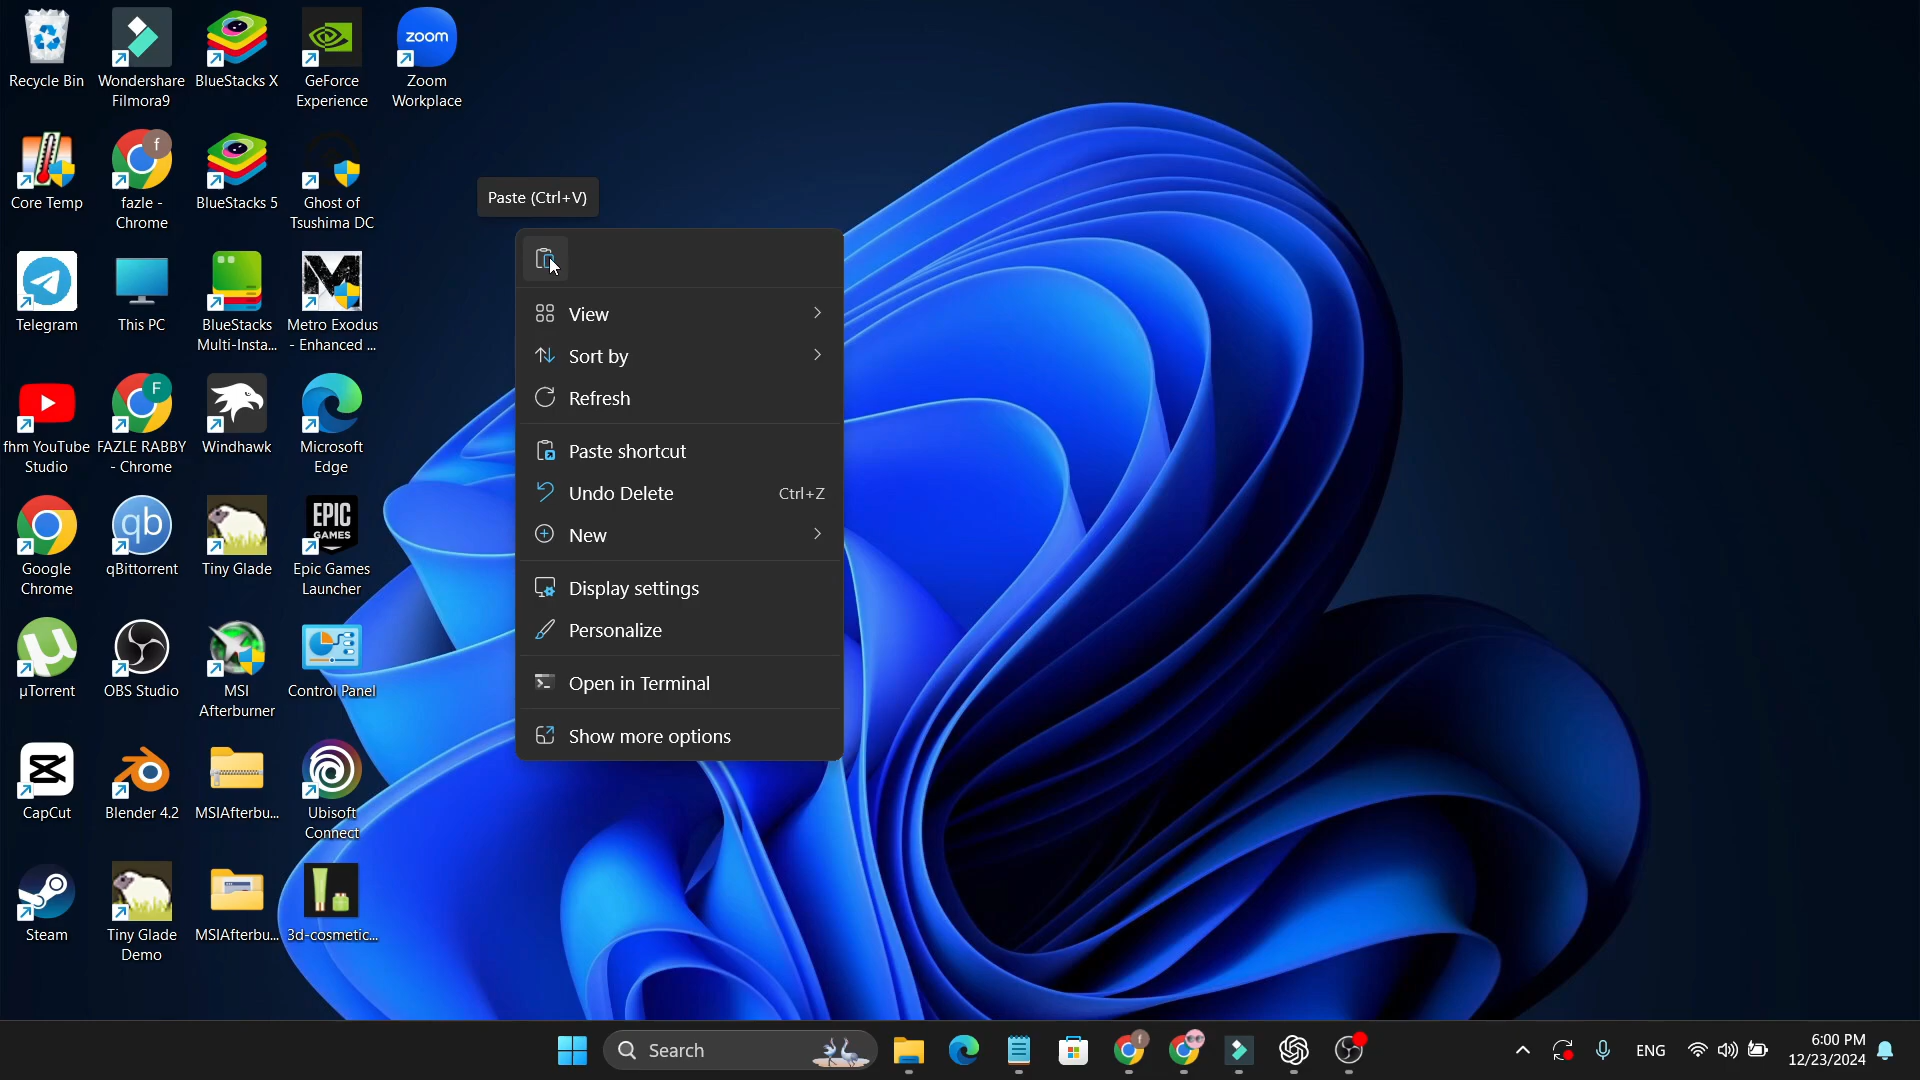 Recycle Bin
Wondershare
Filmora9
BlueStacks X
GeForce
Experience
zoom
Zoom
Workplace
Core Temp
f
fazle -
Chrome
BlueStacks 5
Ghost of
Tsushima DC
Telegram
This PC
BlueStacks
Multi-Insta...
Metro Exodus
- Enhanced ...
fhm YouTube
Studio
F
FAZLE RABBY
- Chrome
Windhawk
Microsoft
Edge
Google
Chrome
qb
qBittorrent
Tiny Glade
EPIC
GAMES
Epic Games
Launcher
µTorrent
OBS Studio
MSI
Afterburner
Control Panel
CapCut
Blender 4.2
MSIAfterbu...
Ubisoft
Connect
Steam
Tiny Glade
Demo
MSIAfterbu...
3d-cosmetic...
Paste (Ctrl+V)
View
Sort by
Refresh
Paste shortcut
Undo Delete Ctrl+Z
New
Display settings
Personalize
Open in Terminal
Show more options
Search
f
ENG
6:00 PM
12/23/2024